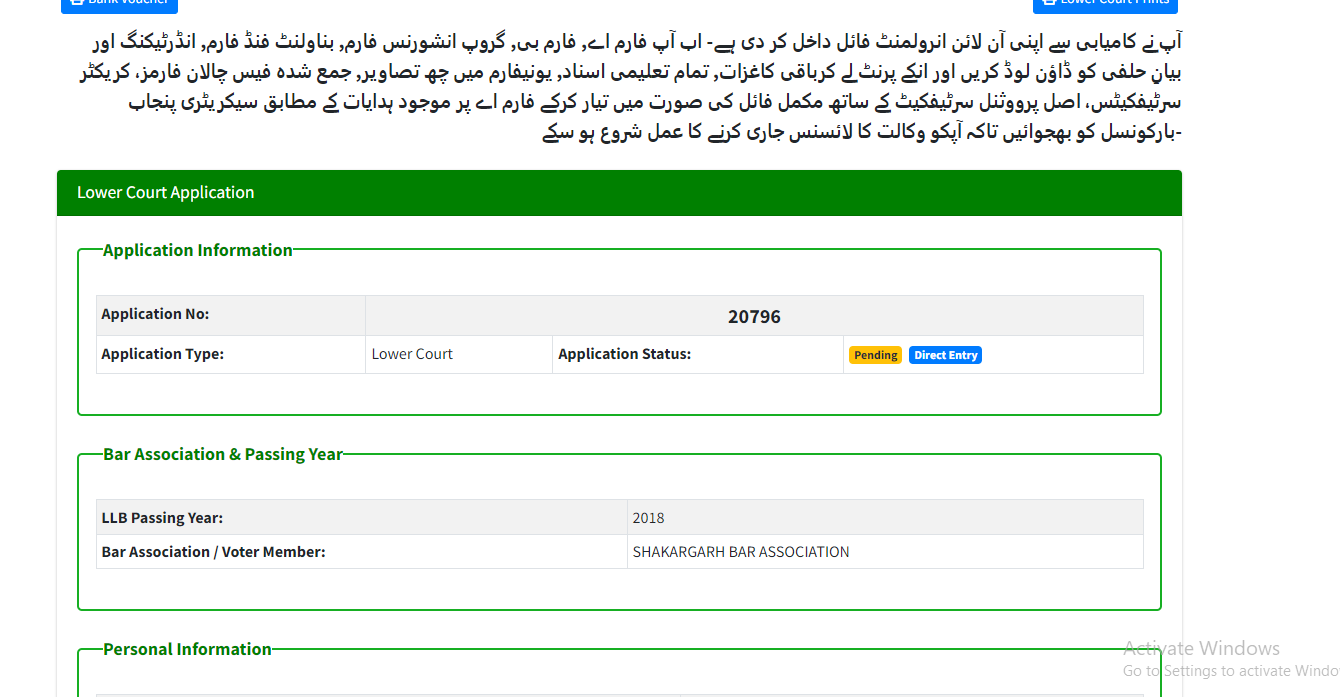 Bank Voucher
Lower Court Prints
آپ نے کامیابی سے اپنی آن لائن انرولمنٹ فائل داخل کر دی ہے- اب آپ فارم اے, فارم بی, گروپ انشورنس فارم, بناولنٹ فنڈ فارم, انڈرٹیکنگ اور
بیانِ حلفی کو ڈاؤن لوڈ کریں اور انکے پرنٹ لے کرباقی کاغزات, تمام تعلیمی اسناد, یونیفارم میں چھ تصاویر, جمع شدہ فیس چالان فارمز، کریکٹر
سرٹیفکیٹس، اصل پرووئنل سرٹیفکیٹ کے ساتھ مکمل فائل کی صورت میں تیار کرکے فارم اے پر موجود ہدایات کے مطابق سیکریٹری پنجاب
-بارکونسل کو بھجوائیں تاکہ آپکو وکالت کا لائسنس جاری کرنے کا عمل شروع ہو سکے
Lower Court Application
Application Information
Application No: 20796
Application Type: Lower Court Application Status: Pending Direct Entry
Bar Association & Passing Year
LLB Passing Year: 2018
Bar Association / Voter Member: SHAKARGARH BAR ASSOCIATION
Personal Information
Activate Windows
Go to Settings to activate Windo